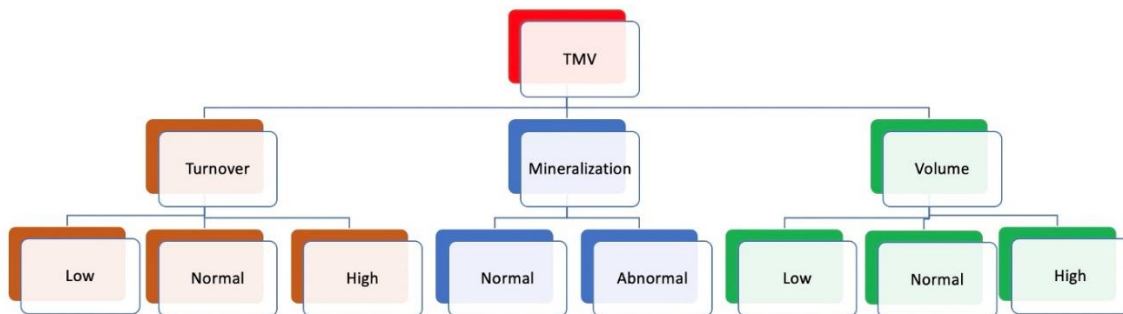 TMV
Turnover
Mineralization
Volume
Low
Normal
High
Normal
Abnormal
Low
Normal
High